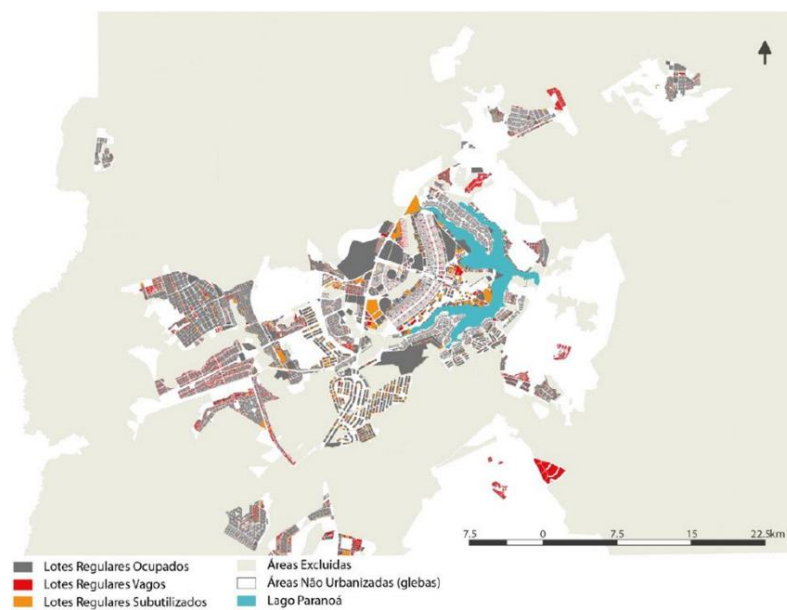 7.5 0 7.5 15 22.5km
Lotes Regulares Ocupados
Lotes Regulares Vagos
Lotes Regulares Subutilizados
Áreas Excluidas
Áreas Não Urbanizadas (glebas)
Lago Paranoá